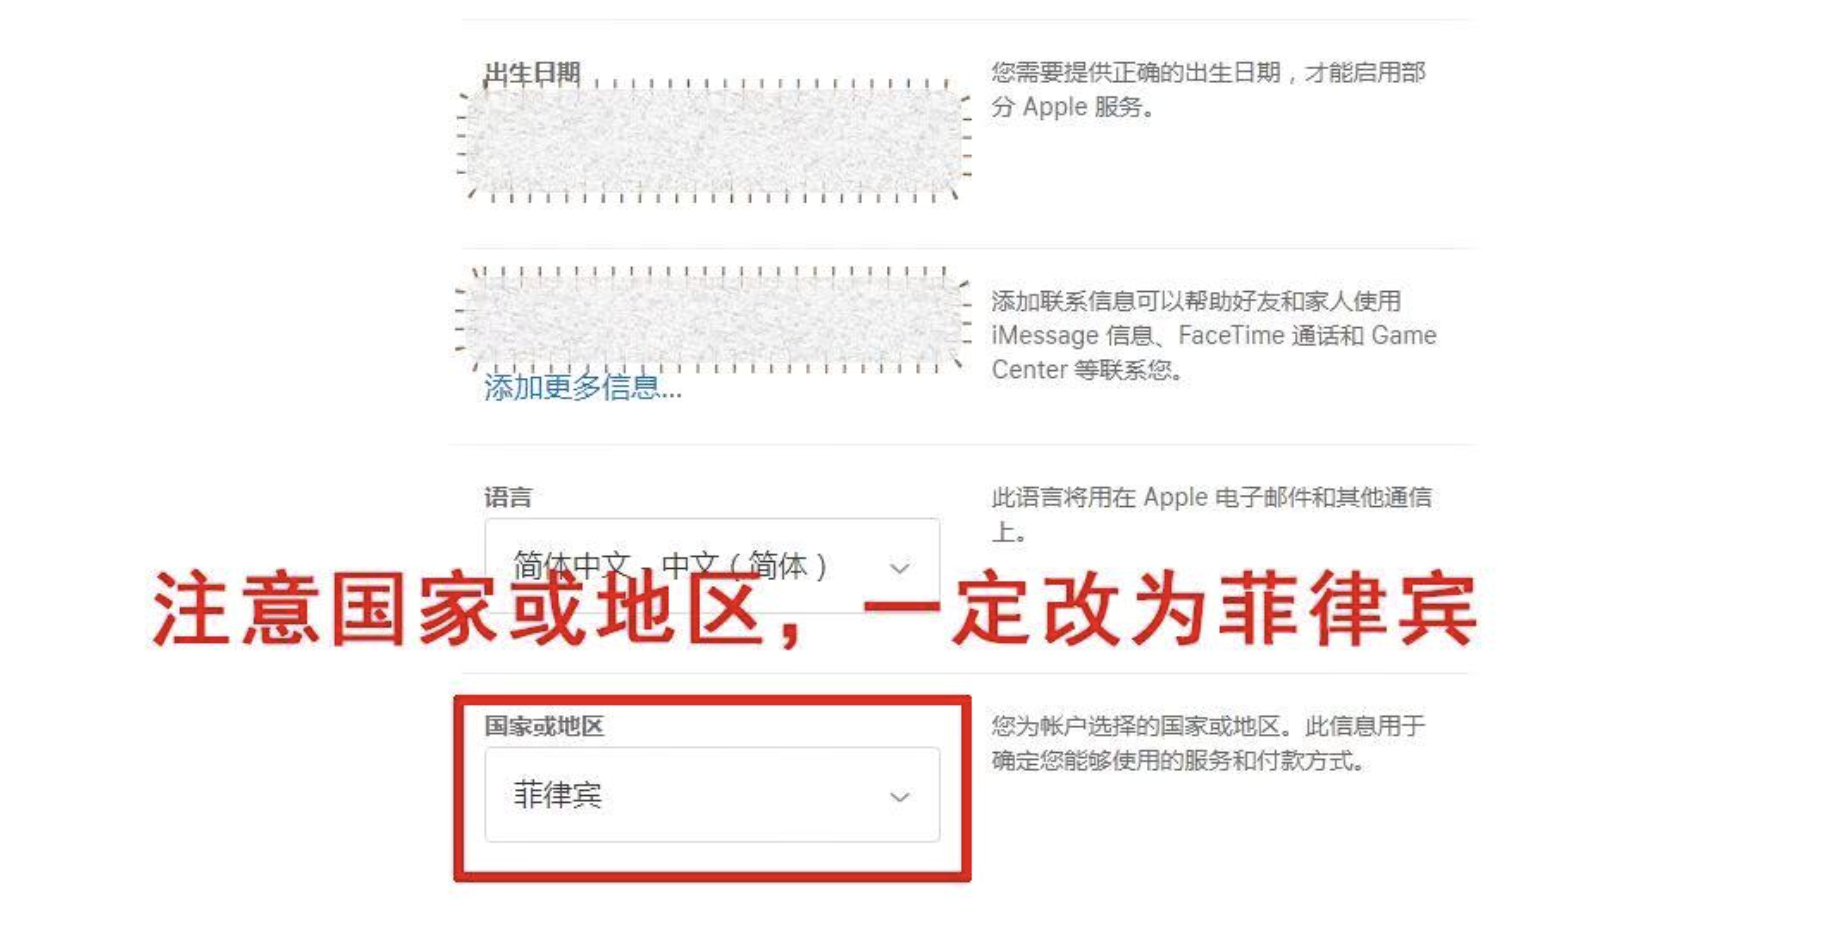 出生日期
您需要提供正确的出生日期，才能启用部
分 Apple 服务。
添加联系信息可以帮助好友和家人使用
iMessage 信息、FaceTime 通话和 Game
Center 等联系您。
添加更多信息...
语言
此语言将用在 Apple 电子邮件和其他通信
上。
简体中文 - 中文（简体）
注意国家或地区，一定改为菲律宾
国家或地区
您为帐户选择的国家或地区。此信息用于
确定您能够使用的服务和付款方式。
菲律宾